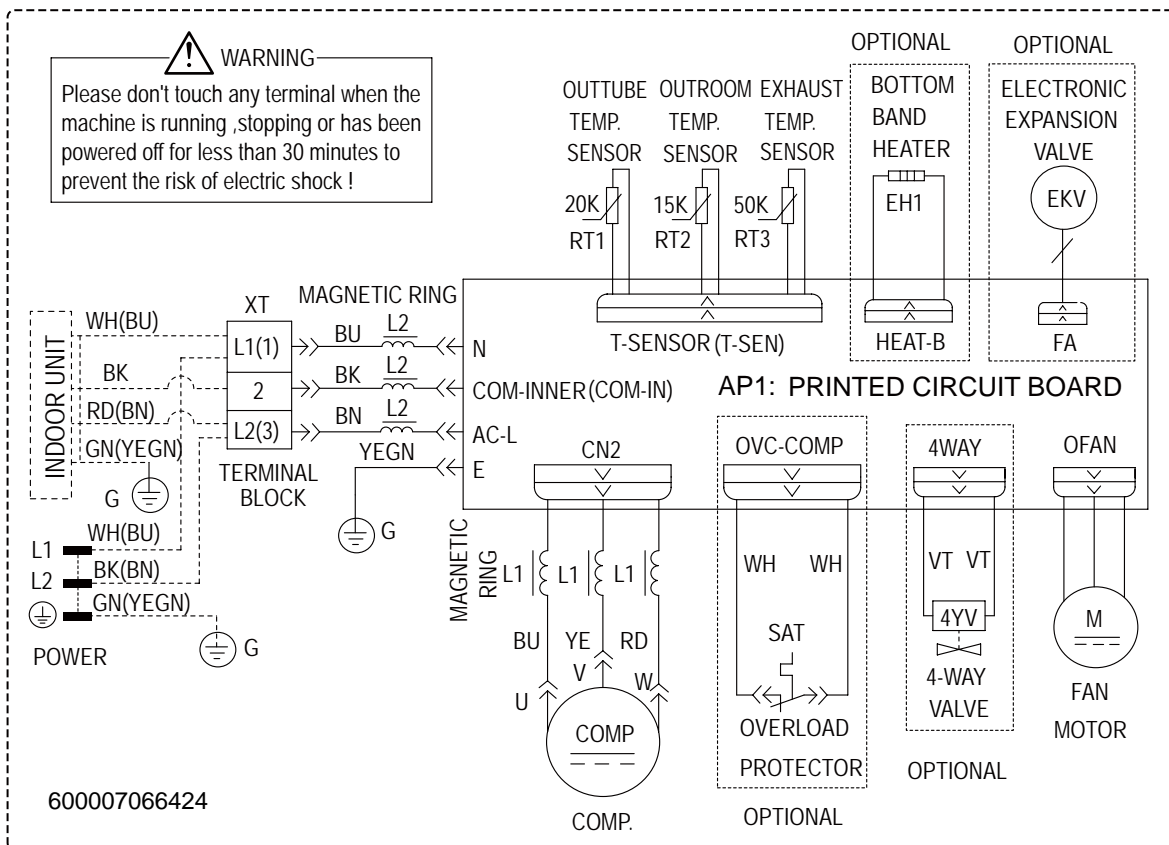 WARNING
Please don't touch any terminal when the
machine is running ,stopping or has been
powered off for less than 30 minutes to
prevent the risk of electric shock !
OPTIONAL
OPTIONAL
OUTTUBE
TEMP.
SENSOR
OUTROOM
TEMP.
SENSOR
EXHAUST
TEMP.
SENSOR
BOTTOM
BAND
HEATER
ELECTRONIC
EXPANSION
VALVE
20K
RT1
15K
RT2
50K
RT3
EH1
EKV
T-SENSOR (T-SEN)
HEAT-B
FA
AP1: PRINTED CIRCUIT BOARD
INDOOR UNIT
WH(BU)
BK
RD(BN)
GN(YEGN)
G
XT
L1(1)
2
L2(3)
TERMINAL
BLOCK
MAGNETIC RING
BU
L2
N
BK
L2
COM-INNER (COM-IN)
BN
L2
AC-L
YEGN
E
G
L1
WH(BU)
L2
BK(BN)
GN(YEGN)
G
POWER
CN2
MAGNETIC
RING
L1
L1
L1
BU
YE
RD
U
V
W
COMP
COMP.
OVC-COMP
WH
WH
SAT
OVERLOAD
PROTECTOR
OPTIONAL
4WAY
VT
VT
4YV
4-WAY
VALVE
OPTIONAL
OFAN
M
FAN
MOTOR
600007066424